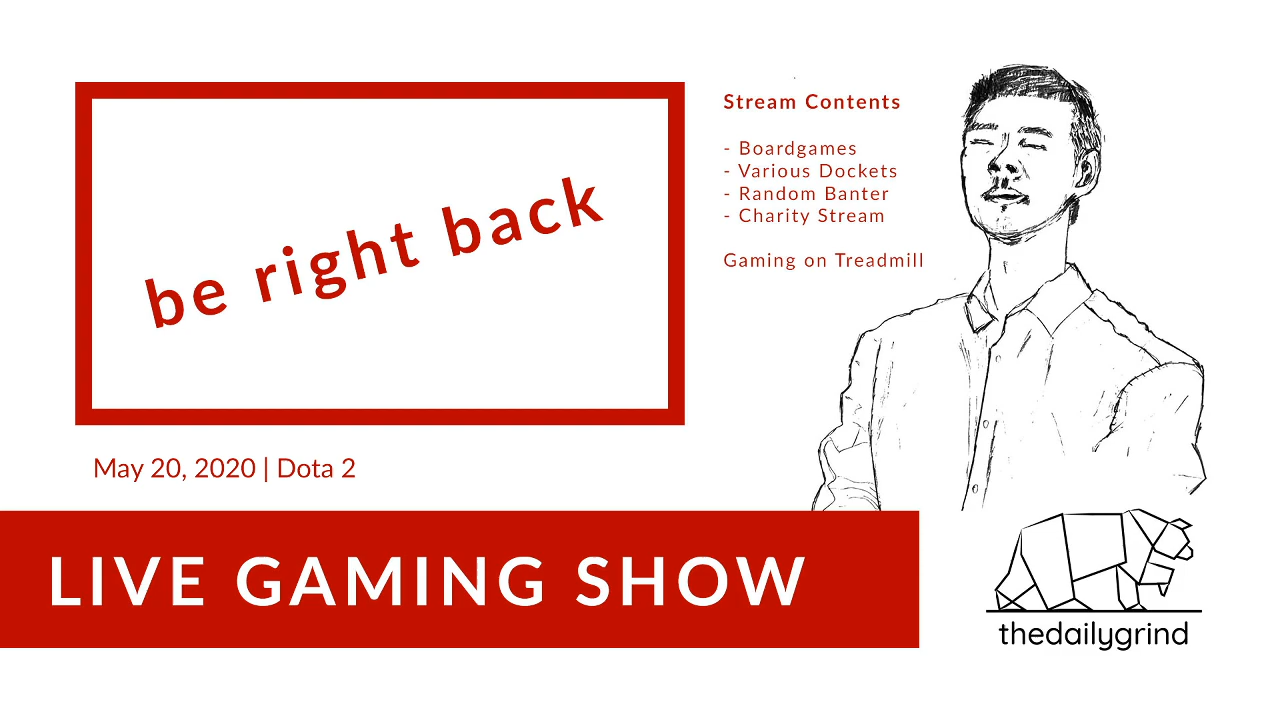 be right back
Stream Contents
- Boardgames
- Various Dockets
- Random Banter
- Charity Stream
Gaming on Treadmill
May 20, 2020 | Dota 2
LIVE GAMING SHOW
thedailygrind